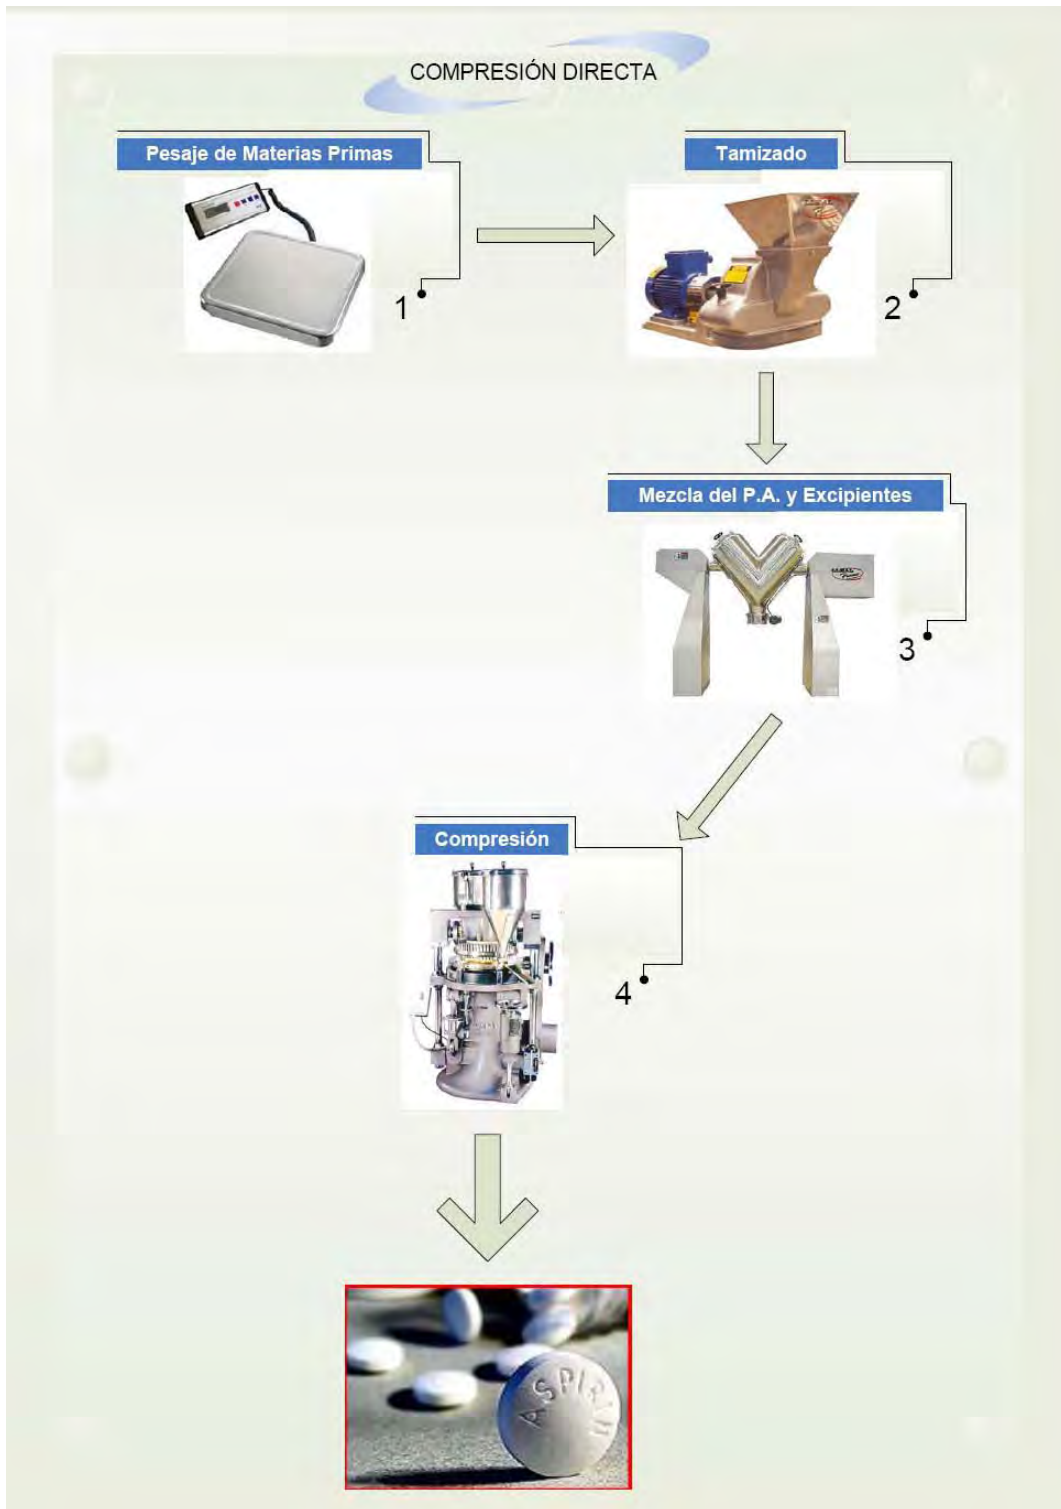 COMPRESIÓN DIRECTA
Pesaje de Materias Primas
Tamizado
1
2
Mezcla del P.A. y Excipientes
3
Compresión
4
ASPIRIN